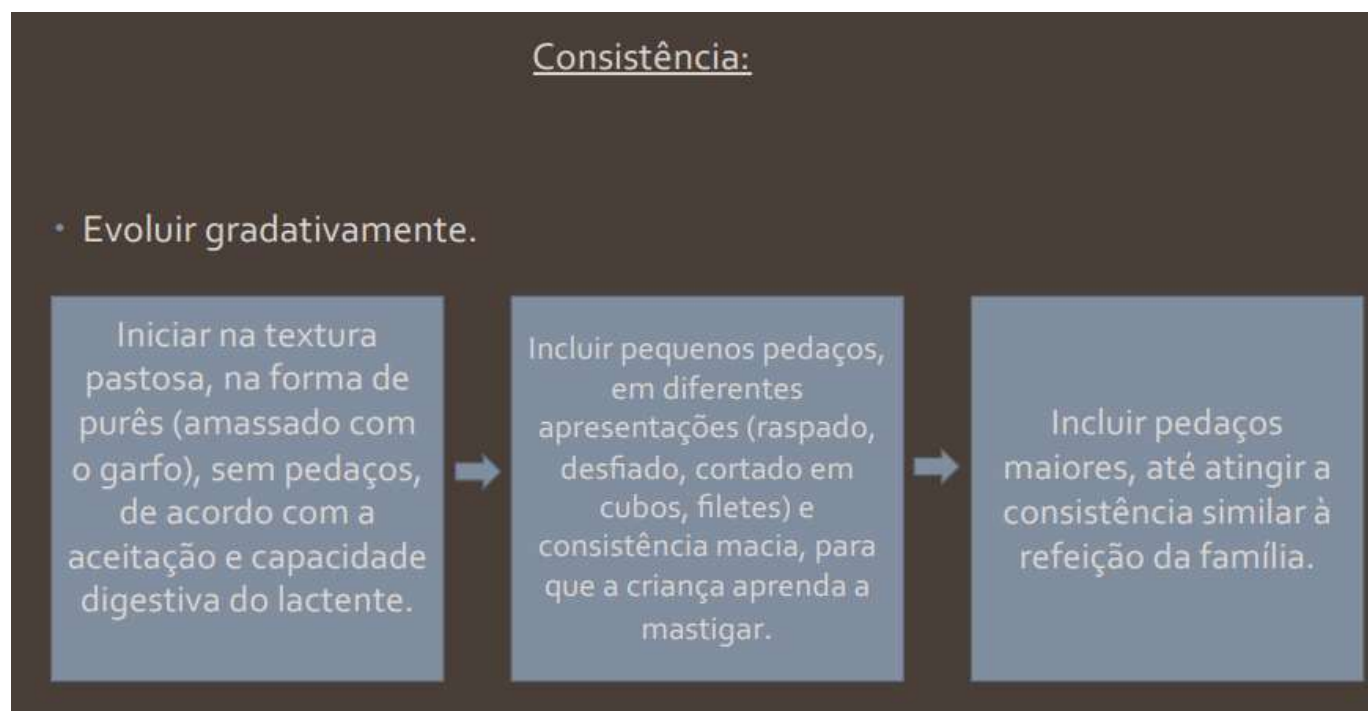 Consistência:
• Evoluir gradativamente.
Iniciar na textura
pastosa, na forma de
purês (amassado com
o garfo), sem pedaços,
de acordo com a
aceitação e capacidade
digestiva do lactente.
Incluir pequenos pedaços,
em diferentes
apresentações (raspado,
desfiado, cortado em
cubos, filetes) e
consistência macia, para
que a criança aprenda a
mastigar.
Incluir pedaços
maiores, até atingir a
consistência similar à
refeição da família.